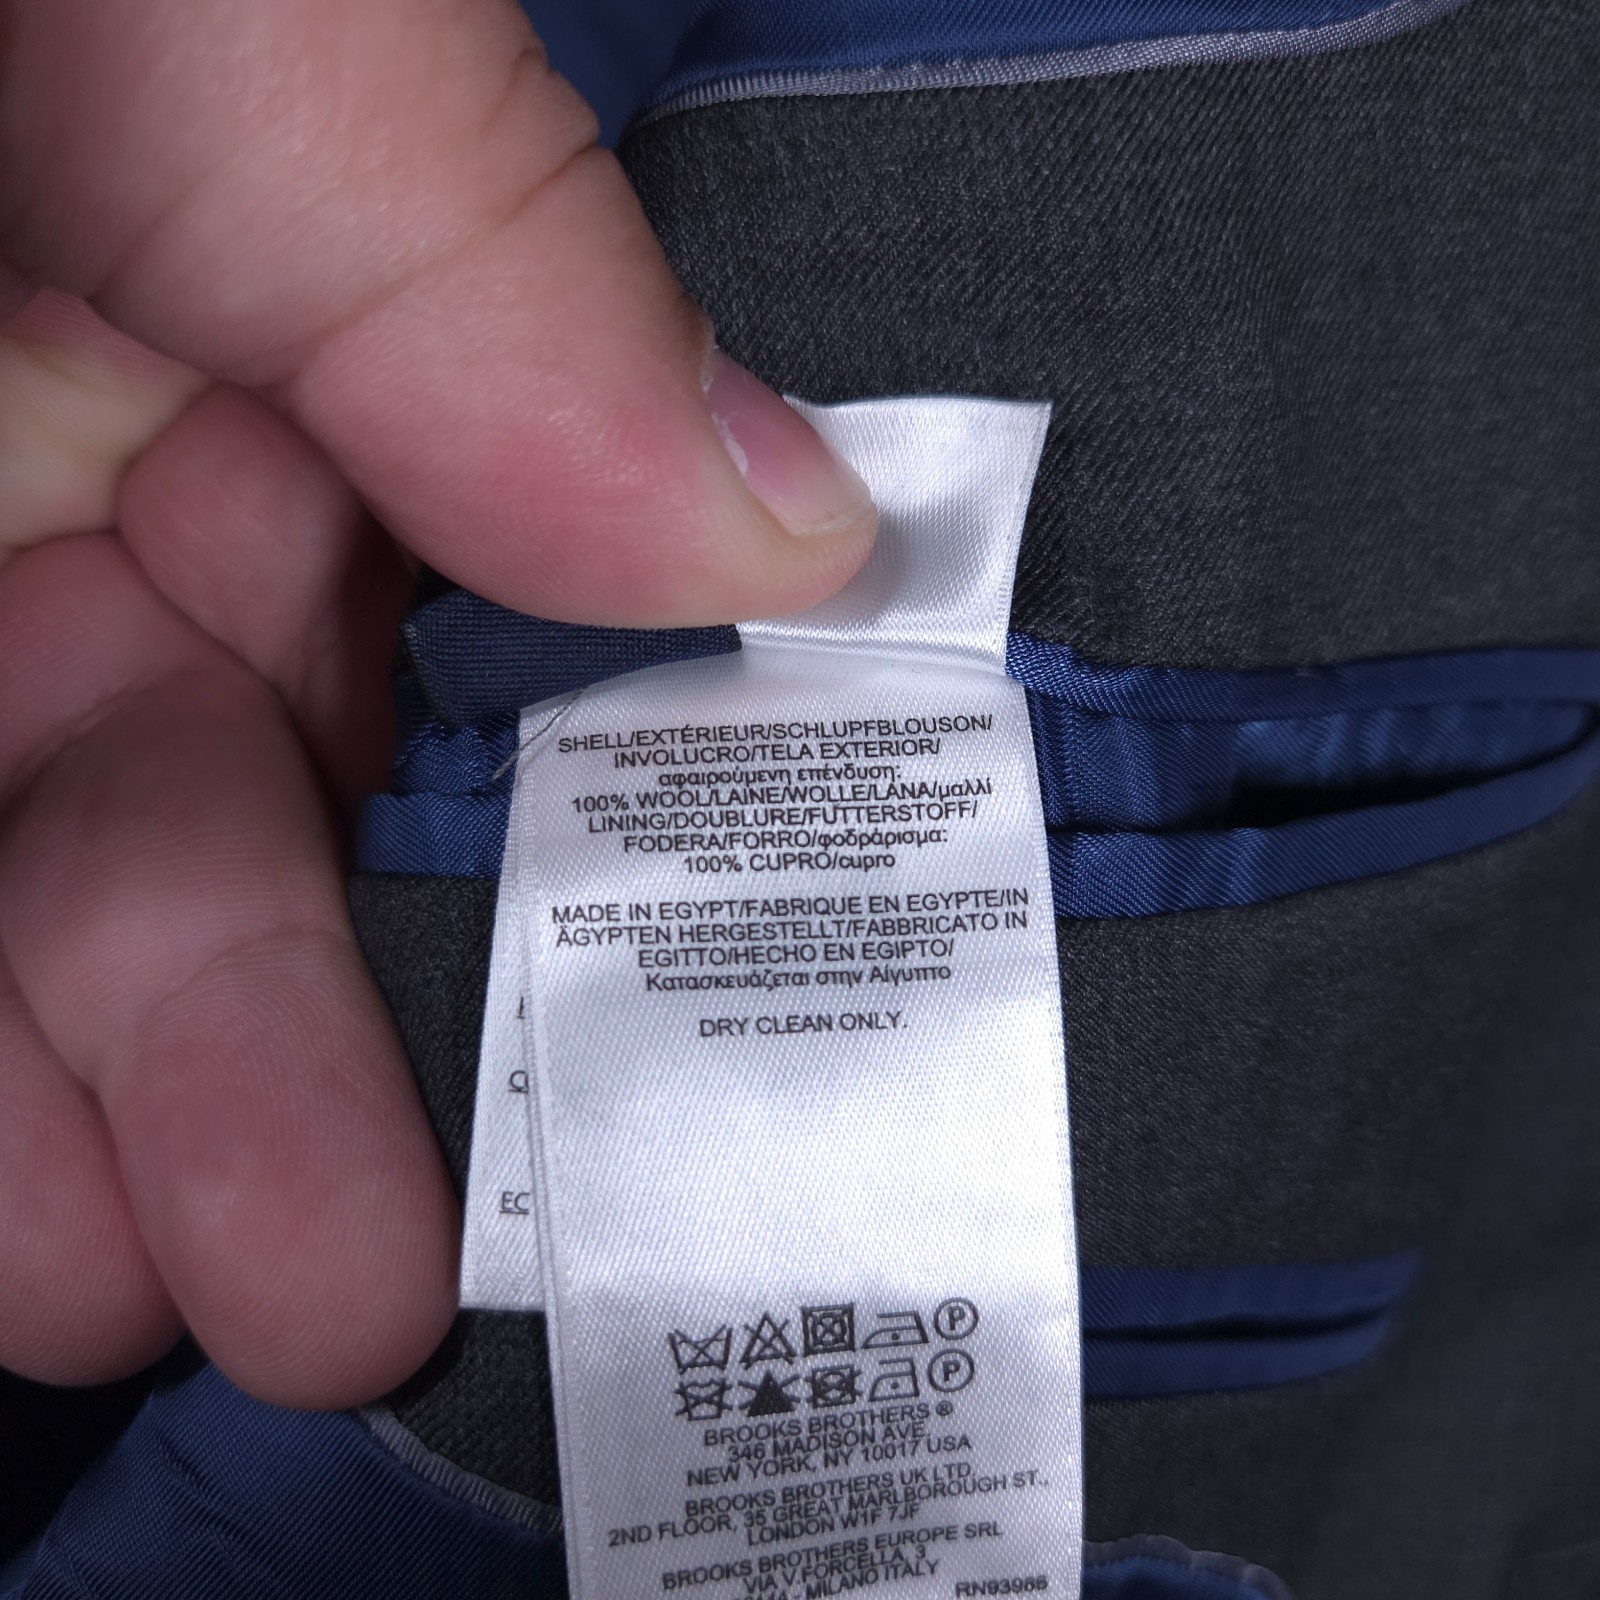 SHELL/EXTÉRIEUR/SCHLUPFBLOUSON/
INVOLUCRO/TELA EXTERIOR/
αφαιρούμενη επένδυση:
100% WOOL/LAINE/WOLLE/LANA/μαλλί
LINING/DOUBLURE/FUTTERSTOFF/
FODERA/FORRO/φοδράρισμα:
100% CUPRO/cupro
MADE IN EGYPT/FABRIQUE EN EGYPTE/IN
ÄGYPTEN HERGESTELLT/FABBRICATO IN
EGITTO/HECHO EN EGIPTO/
Κατασκευάζεται στην Αίγυπτο
DRY CLEAN ONLY.
EC
P
P
BROOKS BROTHERS ®
346 MADISON AVE,
NEW YORK, NY 10017 USA
BROOKS BROTHERS UK LTD,
2ND FLOOR, 35 GREAT MARLBOROUGH ST.,
LONDON W1F 7JF
BROOKS BROTHERS EUROPE SRL
VIA V.FORCELLA, 3
- MILANO ITALY
RN93986